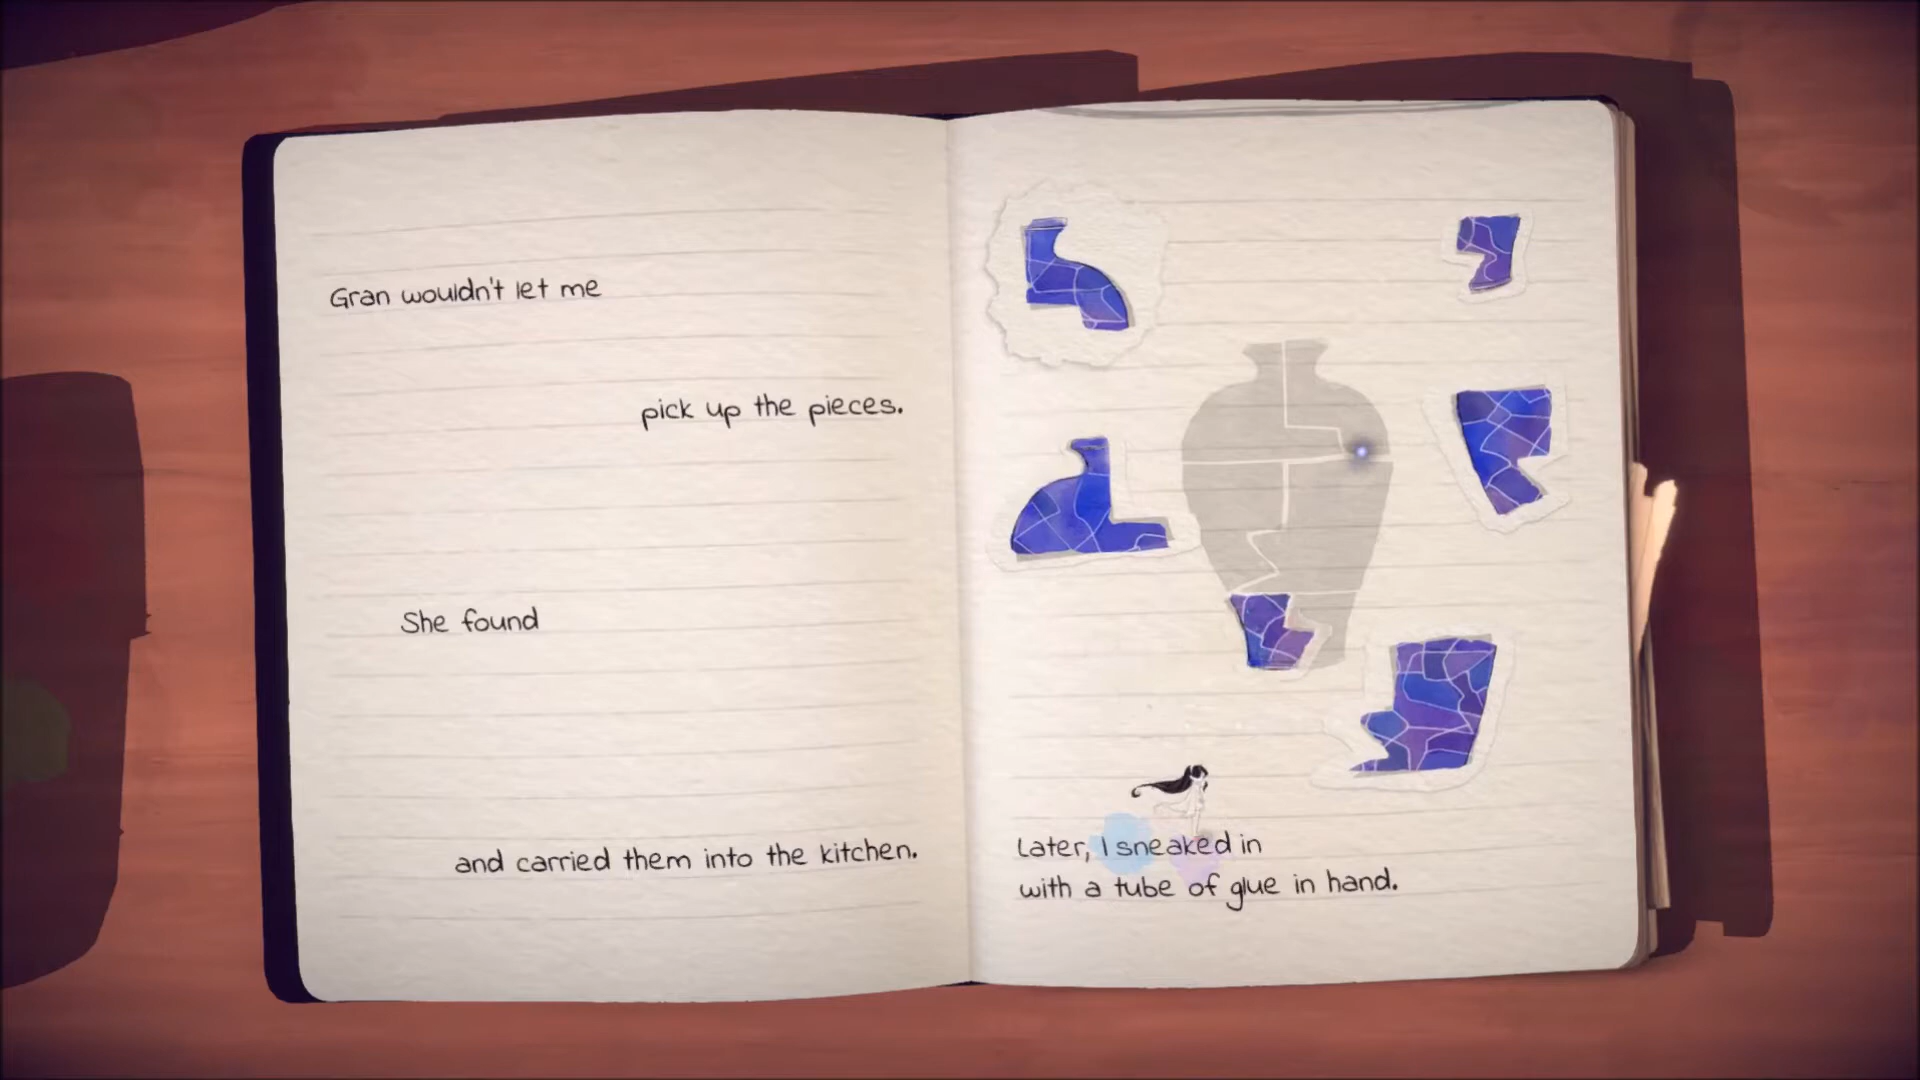 Gran wouldn't let me
pick up the pieces.
She found
and carried them into the kitchen.
Later, I sneaked in
with a tube of glue in hand.